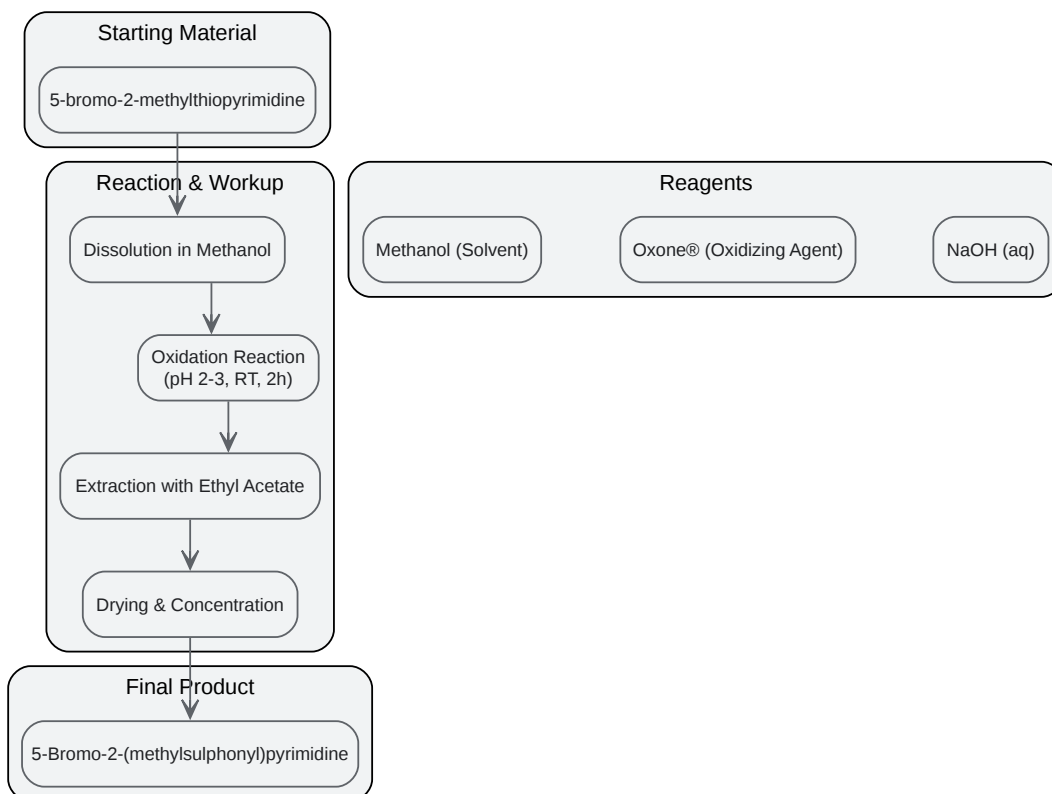 Starting Material
5-bromo-2-methylthiopyrimidine
Reaction & Workup
Dissolution in Methanol
Oxidation Reaction
(pH 2-3, RT, 2h)
Extraction with Ethyl Acetate
Drying & Concentration
Reagents
Methanol (Solvent)
Oxone® (Oxidizing Agent)
NaOH (aq)
Final Product
5-Bromo-2-(methylsulphonyl)pyrimidine